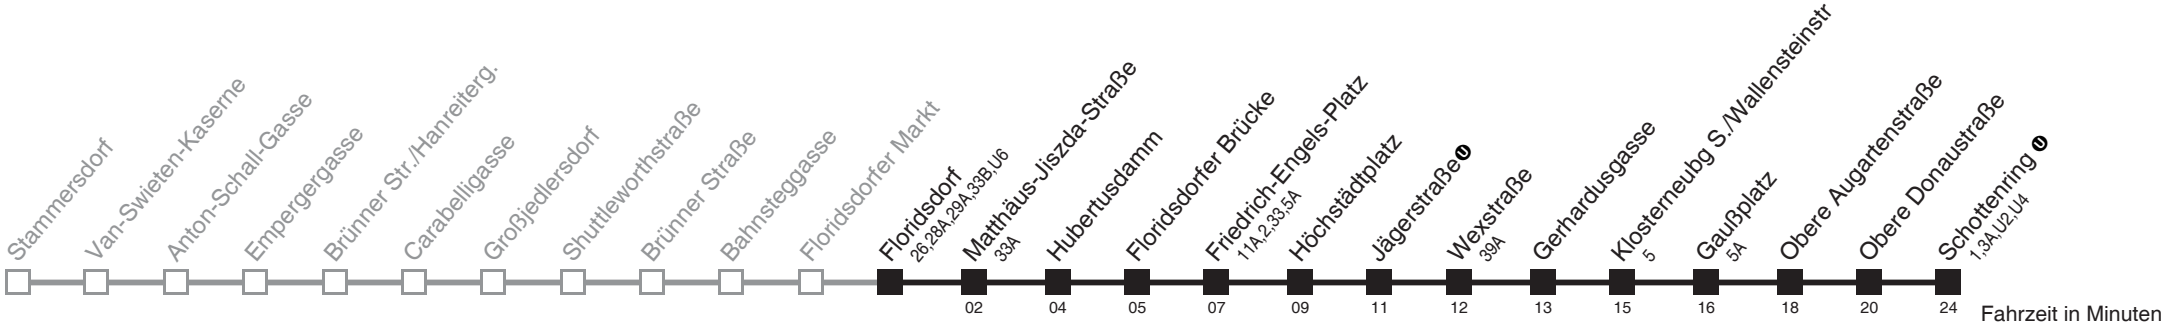 Stammersdorf
Van-Swieten-Kaserne
Anton-Schall-Gasse
Empergergasse
Brünner Str./Hanreiterg.
Carabelligasse
Großjedlersdorf
Shuttleworthstraße
Brünner Straße
Bahnsteggasse
Floridsdorfer Markt
Floridsdorf
26,28A,29A,33B,U6
Matthäus-Jiszda-Straße
33A
Hubertusdamm
Floridsdorfer Brücke
Friedrich-Engels-Platz
11A,2,33,5A
Höchstädtplatz
Jägerstraße U
Wexstraße
39A
Gerhardusgasse
Klosterneubg S./Wallensteinstr
5
Gaußplatz
5A
Obere Augartenstraße
Obere Donaustraße
Schottenring U
1,3A,U2,U4
02 04 05 07 09 11 12 13 15 16 18 20 24 Fahrzeit in Minuten